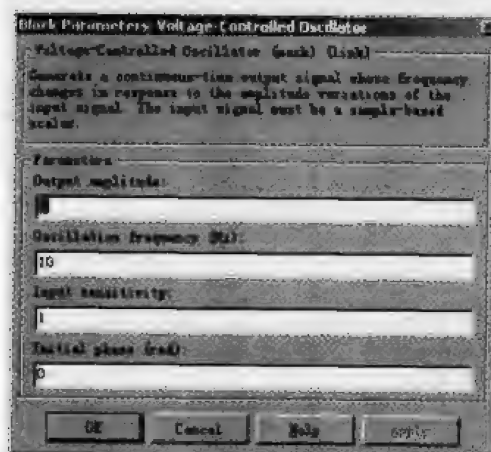 Block Parameters: Voltage-Controlled Oscillator
Voltage-Controlled Oscillator (mask) (link)
Generate a continuous-time output signal whose frequency
changes in response to the amplitude variations of the
input signal. The input signal must be a sample-based
scalar.
Parameters
Output amplitude:
Oscillation frequency (Hz):
10
Input sensitivity:
1
Initial phase (rad):
0
OK
Cancel
Help
Apply